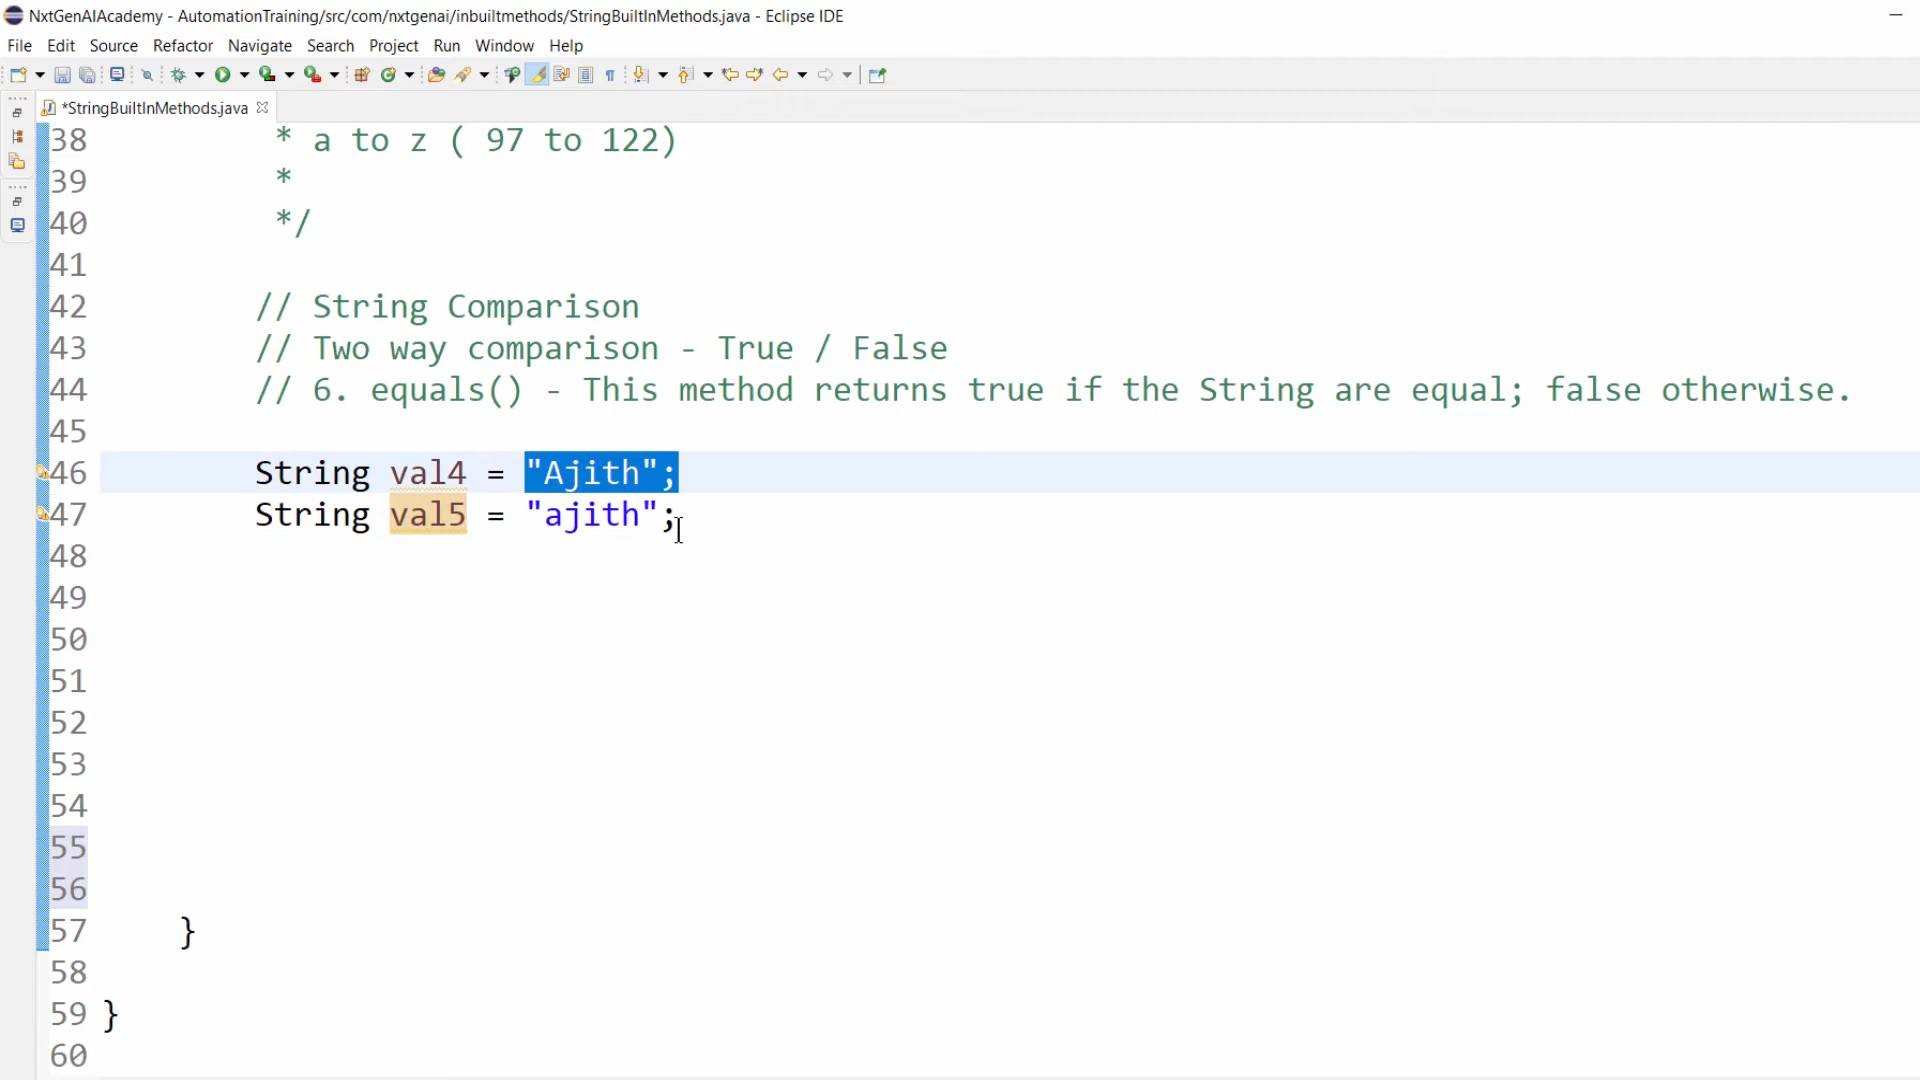 NxtGenAIAcademy - AutomationTraining/src/com/nxtgenai/inbuiltmethods/StringBuiltInMethods.java - Eclipse IDE
File Edit Source Refactor Navigate Search Project Run Window Help
*StringBuiltInMethods.java
38 * a to z ( 97 to 122)
39 *
40 */
41
42 // String Comparison
43 // Two way comparison - True / False
44 // 6. equals() - This method returns true if the String are equal; false otherwise.
45
46 String val4 = "Ajith";
47 String val5 = "ajith";
48
49
50
51
52
53
54
55
56
57 }
58
59 }
60